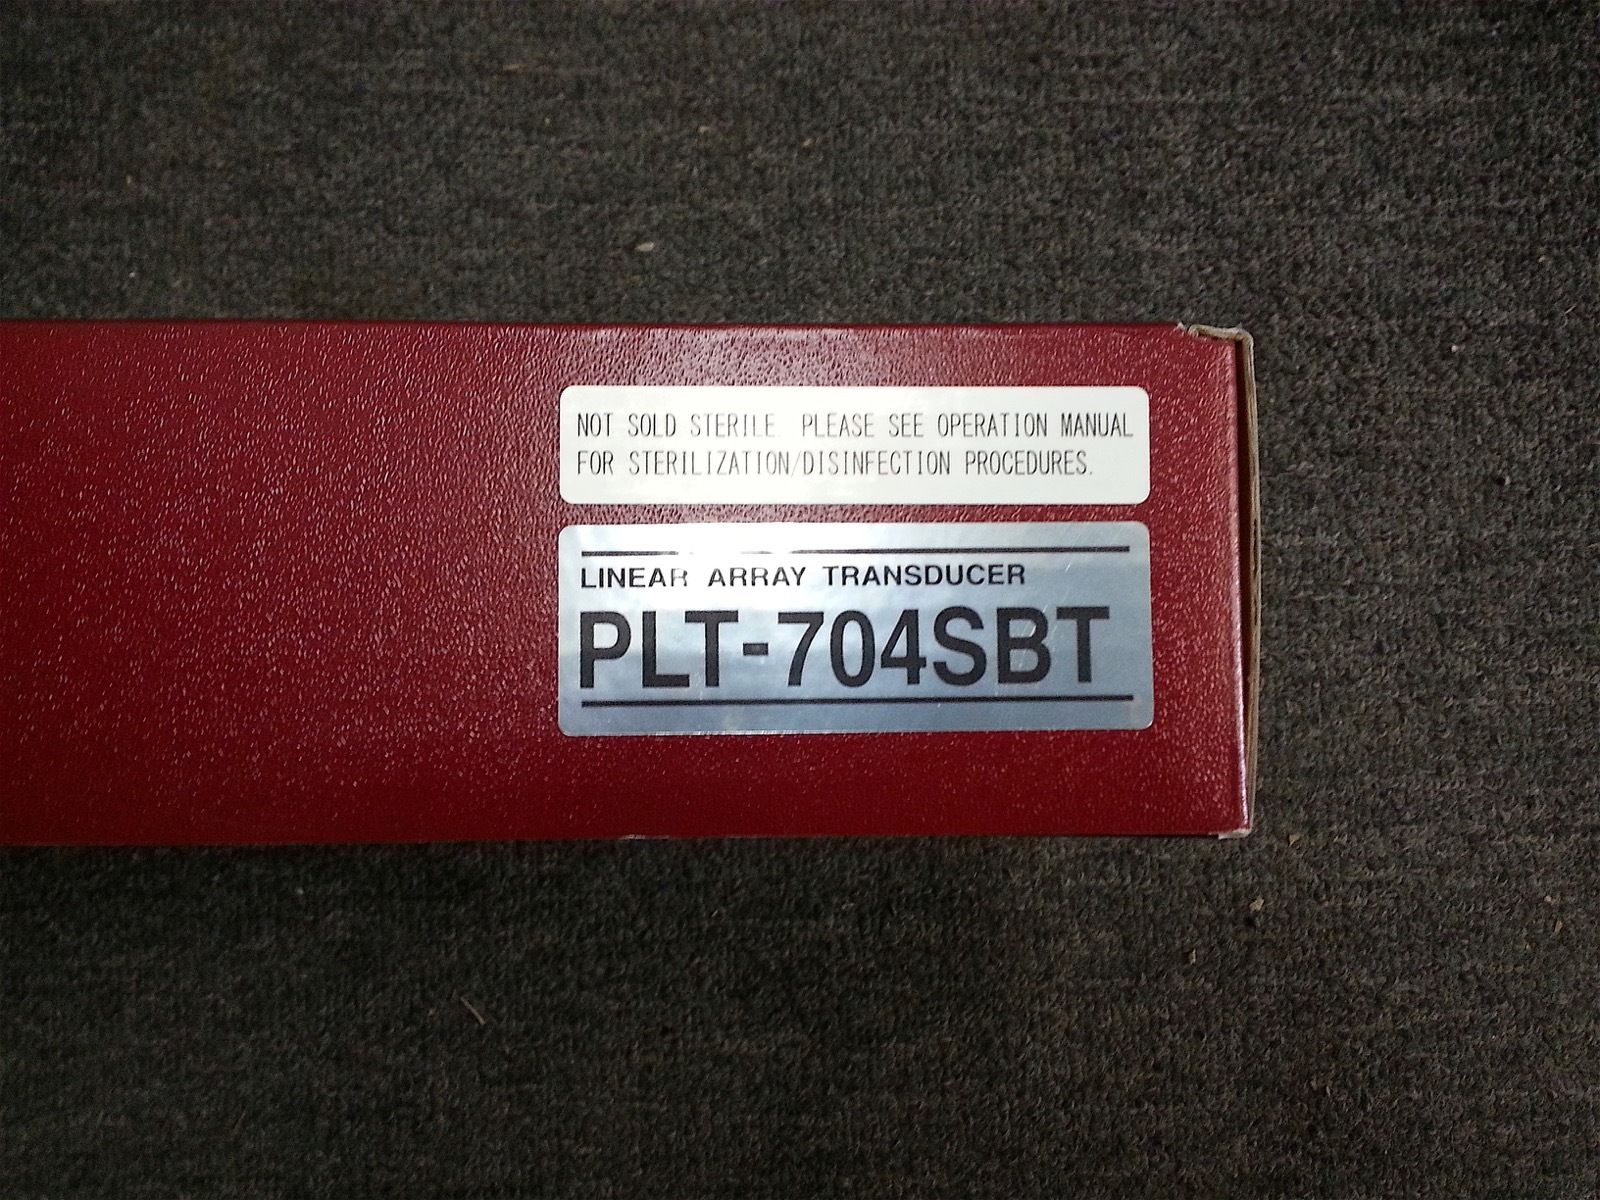 NOT SOLD STERILE. PLEASE SEE OPERATION MANUAL
FOR STERILIZATION/DISINFECTION PROCEDURES.
LINEAR ARRAY TRANSDUCER
PLT-704SBT